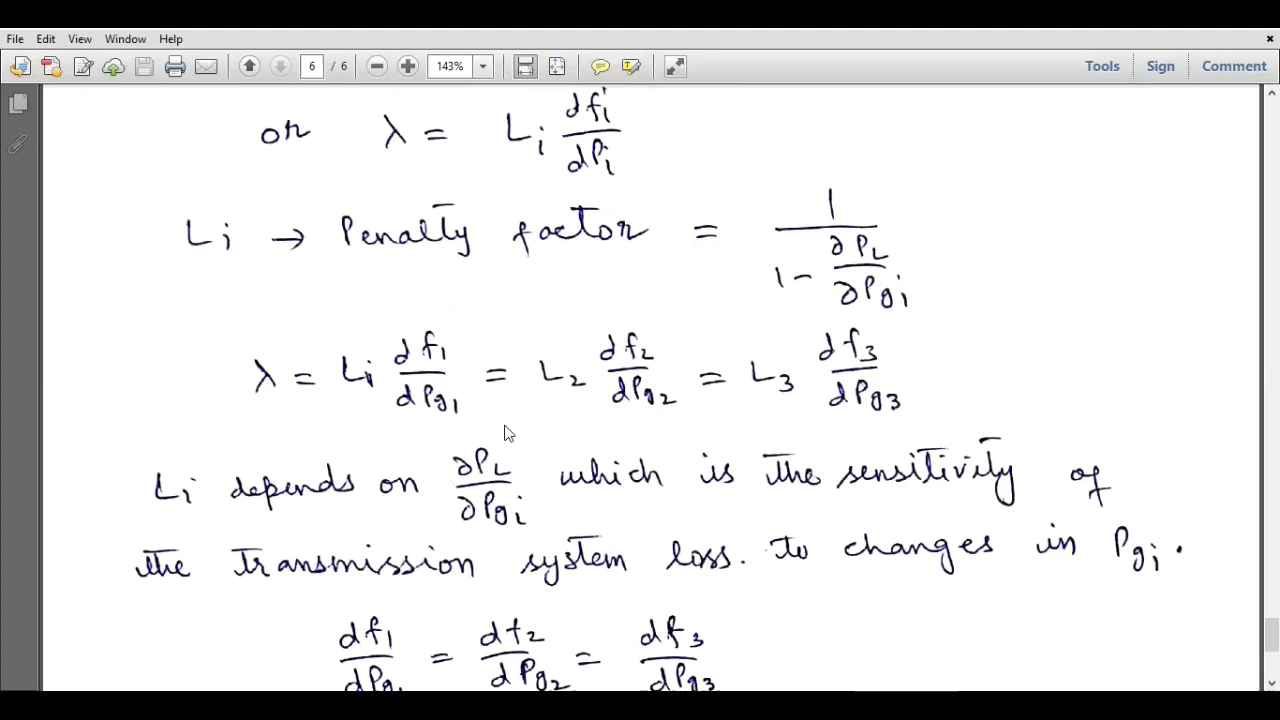 File Edit View Window Help
6 / 6 143% Tools Sign Comment
or λ = Li dfi/dPi
Li → Penalty factor = 1/(1 - ∂PL/∂Pgi)
λ = Li df1/dPg1 = L2 df2/dPg2 = L3 df3/dPg3
Li depends on ∂PL/∂Pgi which is the sensitivity of
the transmission system loss. to changes in Pgi.
df1/dPg1 = df2/dPg2 = df3/dPg3